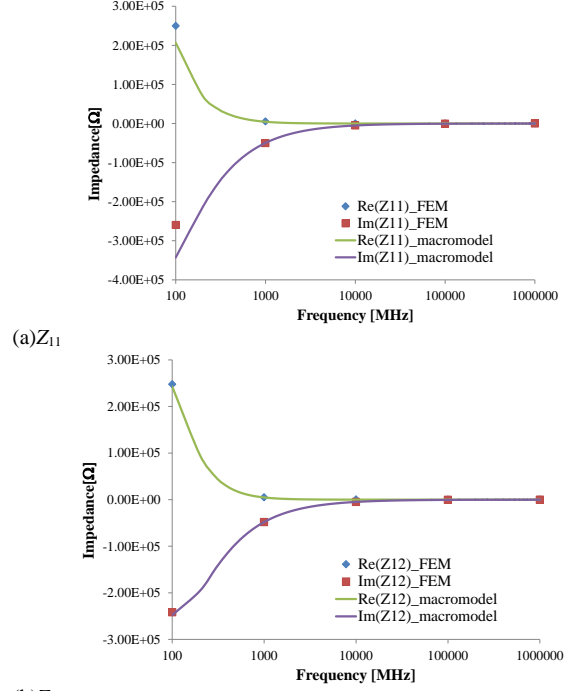 3.00E+05
2.00E+05
1.00E+05
0.00E+00
-1.00E+05
-2.00E+05
-3.00E+05
-4.00E+05
Impedance[Ω]
Re(Z11)_FEM
Im(Z11)_FEM
Re(Z11)_macromodel
Im(Z11)_macromodel
100 1000 10000 100000 1000000
Frequency [MHz]
(a)Z11
3.00E+05
2.00E+05
1.00E+05
0.00E+00
-1.00E+05
-2.00E+05
-3.00E+05
Impedance[Ω]
Re(Z12)_FEM
Im(Z12)_FEM
Re(Z12)_macromodel
Im(Z12)_macromodel
100 1000 10000 100000 1000000
Frequency [MHz]